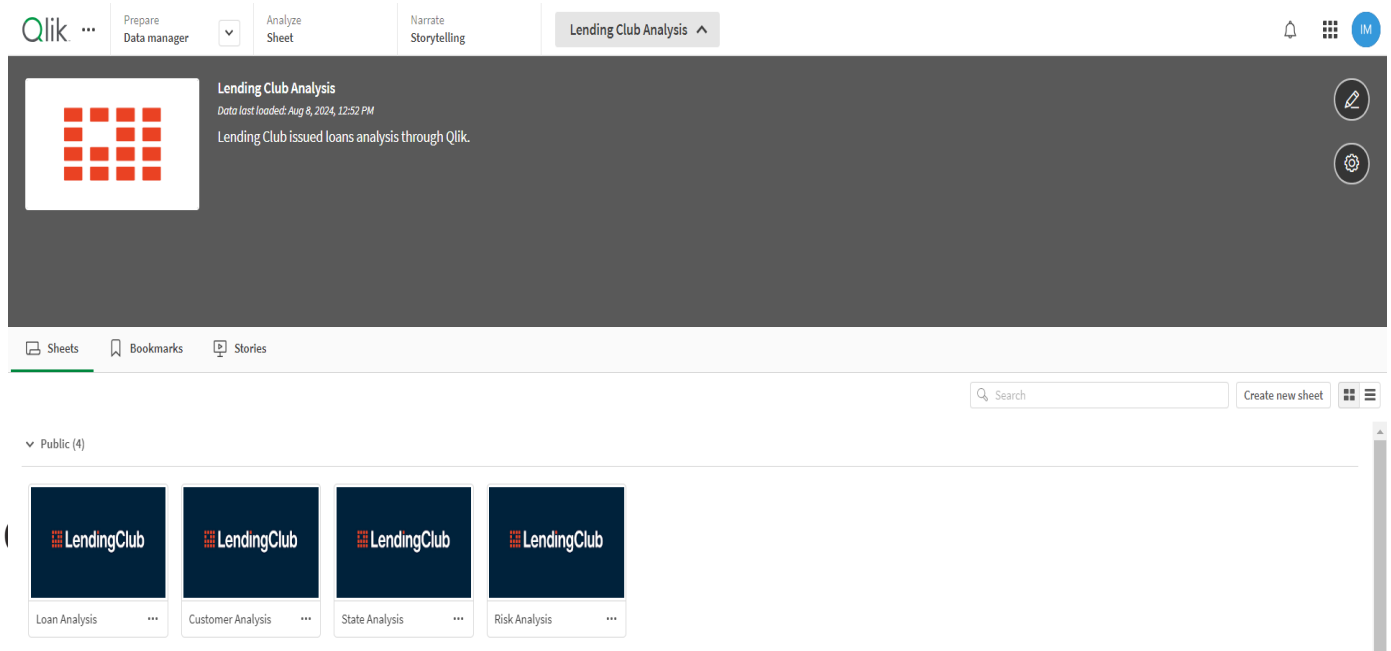 Qlik
Prepare
Data manager
Analyze
Sheet
Narrate
Storytelling
Lending Club Analysis
IM
Lending Club Analysis
Data last loaded: Aug 8, 2024, 12:52 PM
Lending Club issued loans analysis through Qlik.
Sheets
Bookmarks
Stories
Search
Create new sheet
Public (4)
LendingClub
LendingClub
LendingClub
LendingClub
Loan Analysis
Customer Analysis
State Analysis
Risk Analysis